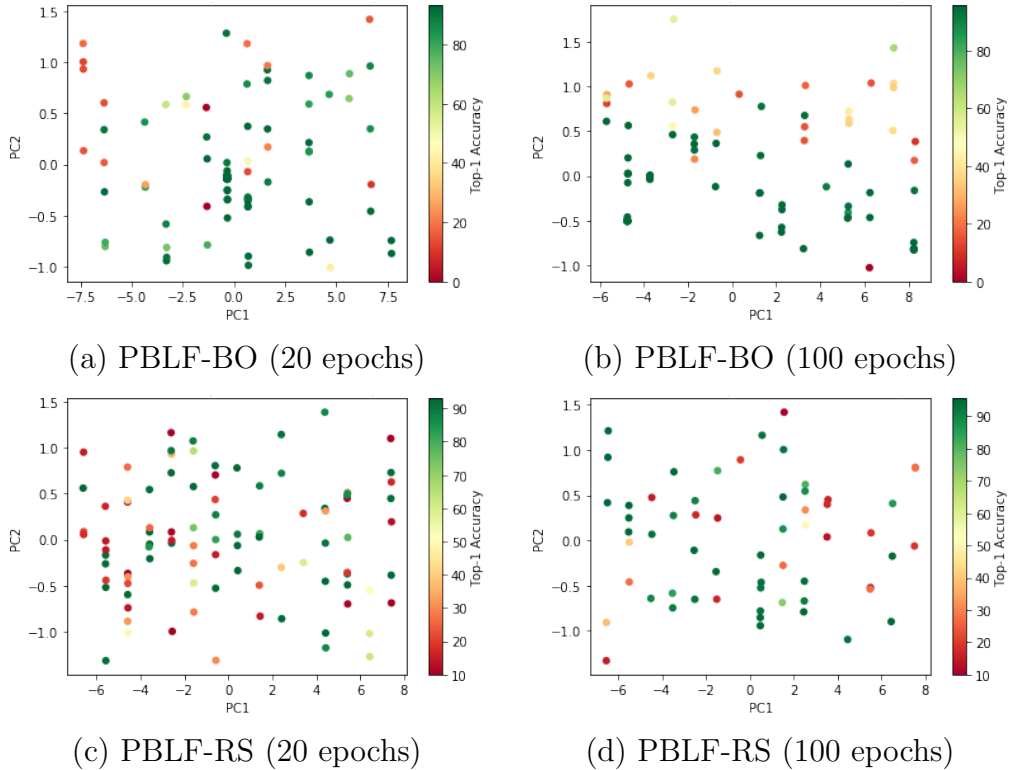 1.5
1.0
0.5
0.0
−0.5
−1.0
PC2
−7.5 −5.0 −2.5 0.0 2.5 5.0 7.5
PC1
80
60
40
20
0
Top-1 Accuracy
(a) PBLF-BO (20 epochs)
1.5
1.0
0.5
0.0
−0.5
−1.0
PC2
−6 −4 −2 0 2 4 6 8
PC1
80
60
40
20
0
Top-1 Accuracy
(b) PBLF-BO (100 epochs)
1.5
1.0
0.5
0.0
−0.5
−1.0
PC2
−6 −4 −2 0 2 4 6 8
PC1
90
80
70
60
50
40
30
20
10
Top-1 Accuracy
(c) PBLF-RS (20 epochs)
1.5
1.0
0.5
0.0
−0.5
−1.0
PC2
−6 −4 −2 0 2 4 6 8
PC1
90
80
70
60
50
40
30
20
10
Top-1 Accuracy
(d) PBLF-RS (100 epochs)